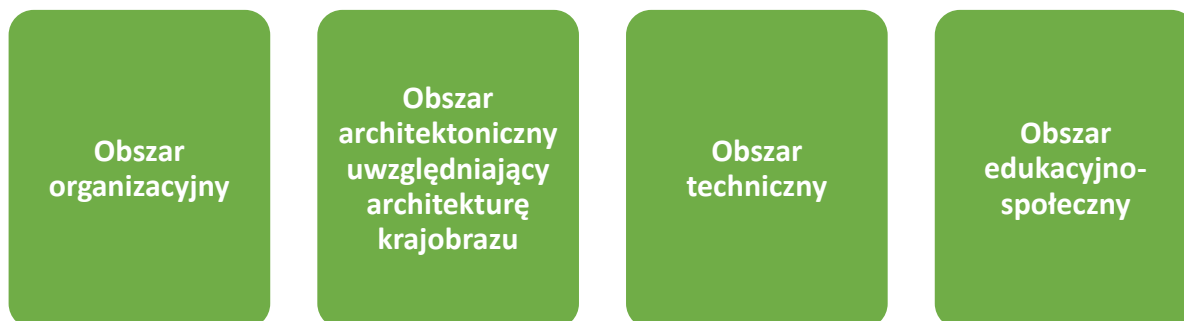 Obszar
organizacyjny
Obszar
architektoniczny
uwzględniający
architekturę
krajobrazu
Obszar
techniczny
Obszar
edukacyjno-
społeczny